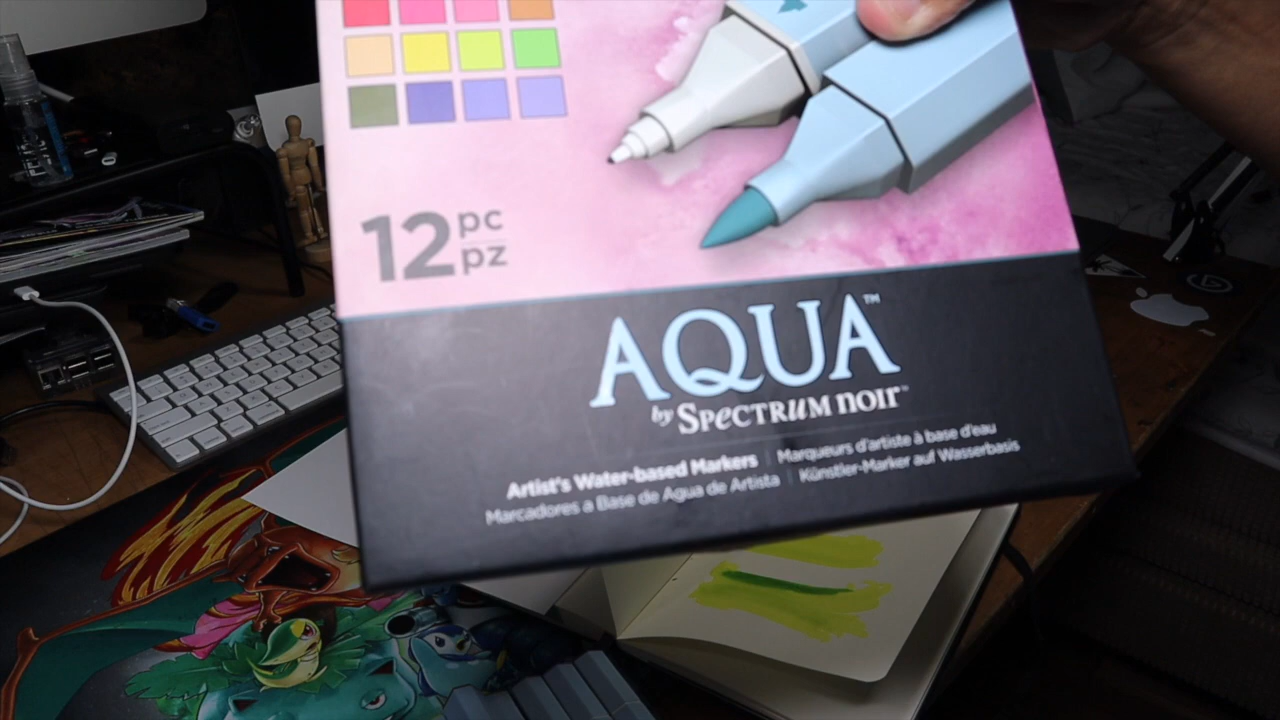 12 pc
pz
AQUA™
by SPECTRUM NOIR™
Artist's Water-based Markers | Marqueurs d'artiste à base d'eau
Marcadores a Base de Agua de Artista | Künstler-Marker auf Wasserbasis